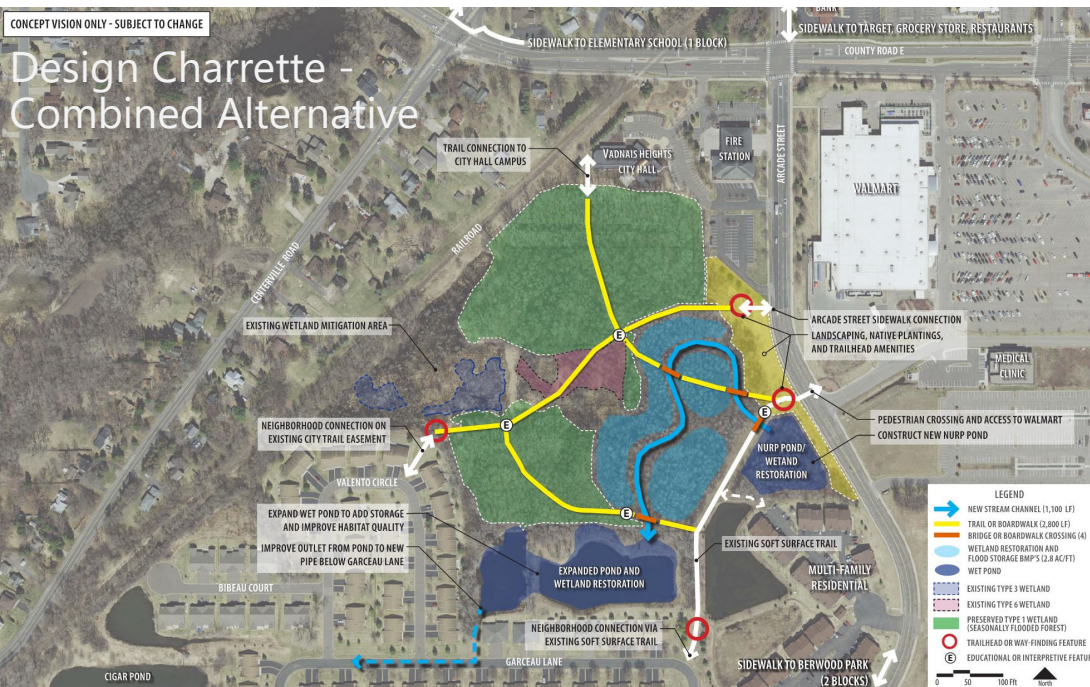 CONCEPT VISION ONLY - SUBJECT TO CHANGE
Design Charrette -
Combined Alternative
BANK
SIDEWALK TO TARGET, GROCERY STORE, RESTAURANTS
SIDEWALK TO ELEMENTARY SCHOOL (1 BLOCK)
COUNTY ROAD E
TRAIL CONNECTION TO
CITY HALL CAMPUS
VADNAIS HEIGHTS
CITY HALL
FIRE
STATION
ARCADE STREET
WALMART
RAILROAD
CENTERVILLE ROAD
EXISTING WETLAND MITIGATION AREA
ARCADE STREET SIDEWALK CONNECTION
LANDSCAPING, NATIVE PLANTINGS,
AND TRAILHEAD AMENITIES
MEDICAL
CLINIC
E
E
E
E
PEDESTRIAN CROSSING AND ACCESS TO WALMART
CONSTRUCT NEW NURP POND
NEIGHBORHOOD CONNECTION ON
EXISTING CITY TRAIL EASEMENT
VALENTO CIRCLE
NURP POND/
WETAND
RESTORATION
EXPAND WET POND TO ADD STORAGE
AND IMPROVE HABITAT QUALITY
IMPROVE OUTLET FROM POND TO NEW
PIPE BELOW GARCEAU LANE
EXISTING SOFT SURFACE TRAIL
EXPANDED POND AND
WETLAND RESTORATION
MULTI-FAMILY
RESIDENTIAL
BIBEAU COURT
NEIGHBORHOOD CONNECTION VIA
EXISTING SOFT SURFACE TRAIL
GARCEAU LANE
CIGAR POND
SIDEWALK TO BERWOOD PARK
(2 BLOCKS)
LEGEND
NEW STREAM CHANNEL (1,100 LF)
TRAIL OR BOARDWALK (2,800 LF)
BRIDGE OR BOARDWALK CROSSING (4)
WETLAND RESTORATION AND
FLOOD STORAGE BMP'S (2.8 AC/FT)
WET POND
EXISTING TYPE 3 WETLAND
EXISTING TYPE 6 WETLAND
PRESERVED TYPE 1 WETLAND
(SEASONALLY FLOODED FOREST)
TRAILHEAD OR WAY-FINDING FEATURE
E EDUCATIONAL OR INTERPRETIVE FEATU
0 50 100 Ft North